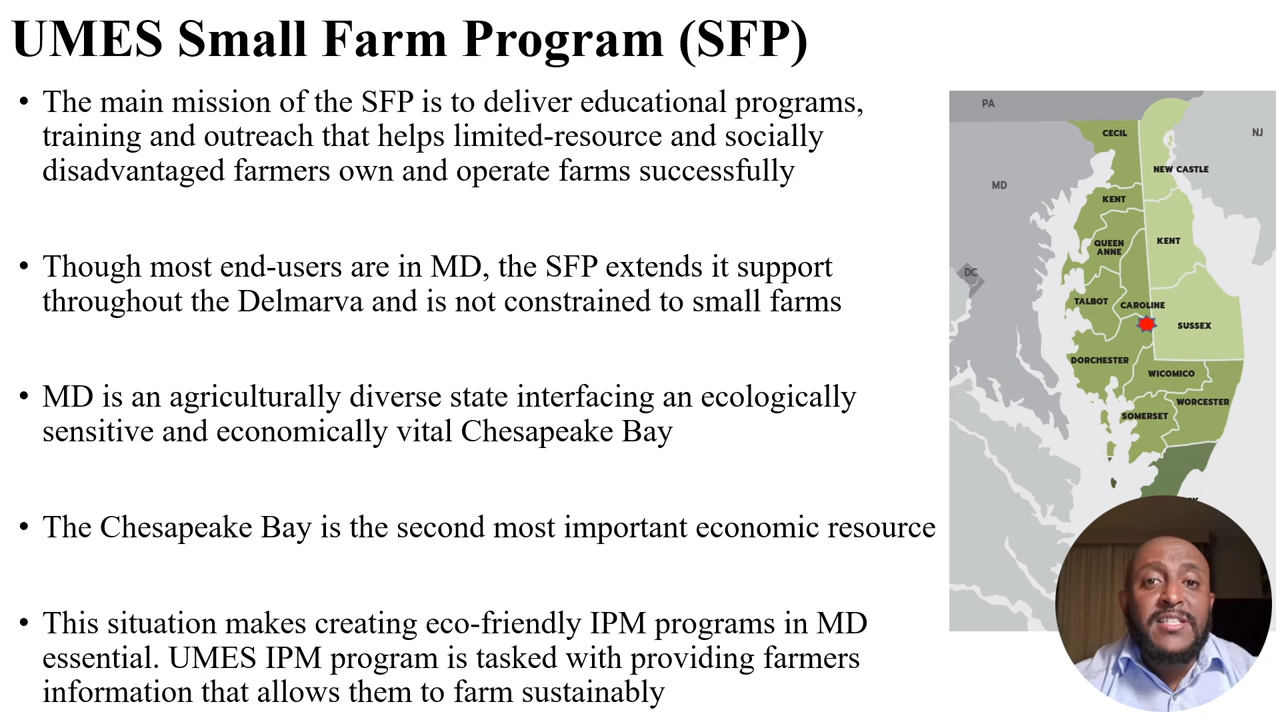 UMES Small Farm Program (SFP)
• The main mission of the SFP is to deliver educational programs,
training and outreach that helps limited-resource and socially
disadvantaged farmers own and operate farms successfully
• Though most end-users are in MD, the SFP extends it support
throughout the Delmarva and is not constrained to small farms
• MD is an agriculturally diverse state interfacing an ecologically
sensitive and economically vital Chesapeake Bay
• The Chesapeake Bay is the second most important economic resource
• This situation makes creating eco-friendly IPM programs in MD
essential. UMES IPM program is tasked with providing farmers
information that allows them to farm sustainably
PA
NJ
CECIL
NEW CASTLE
MD
KENT
KENT
QUEEN
ANNE
DC
TALBOT
CAROLINE
SUSSEX
DORCHESTER
WICOMICO
WORCESTER
SOMERSET